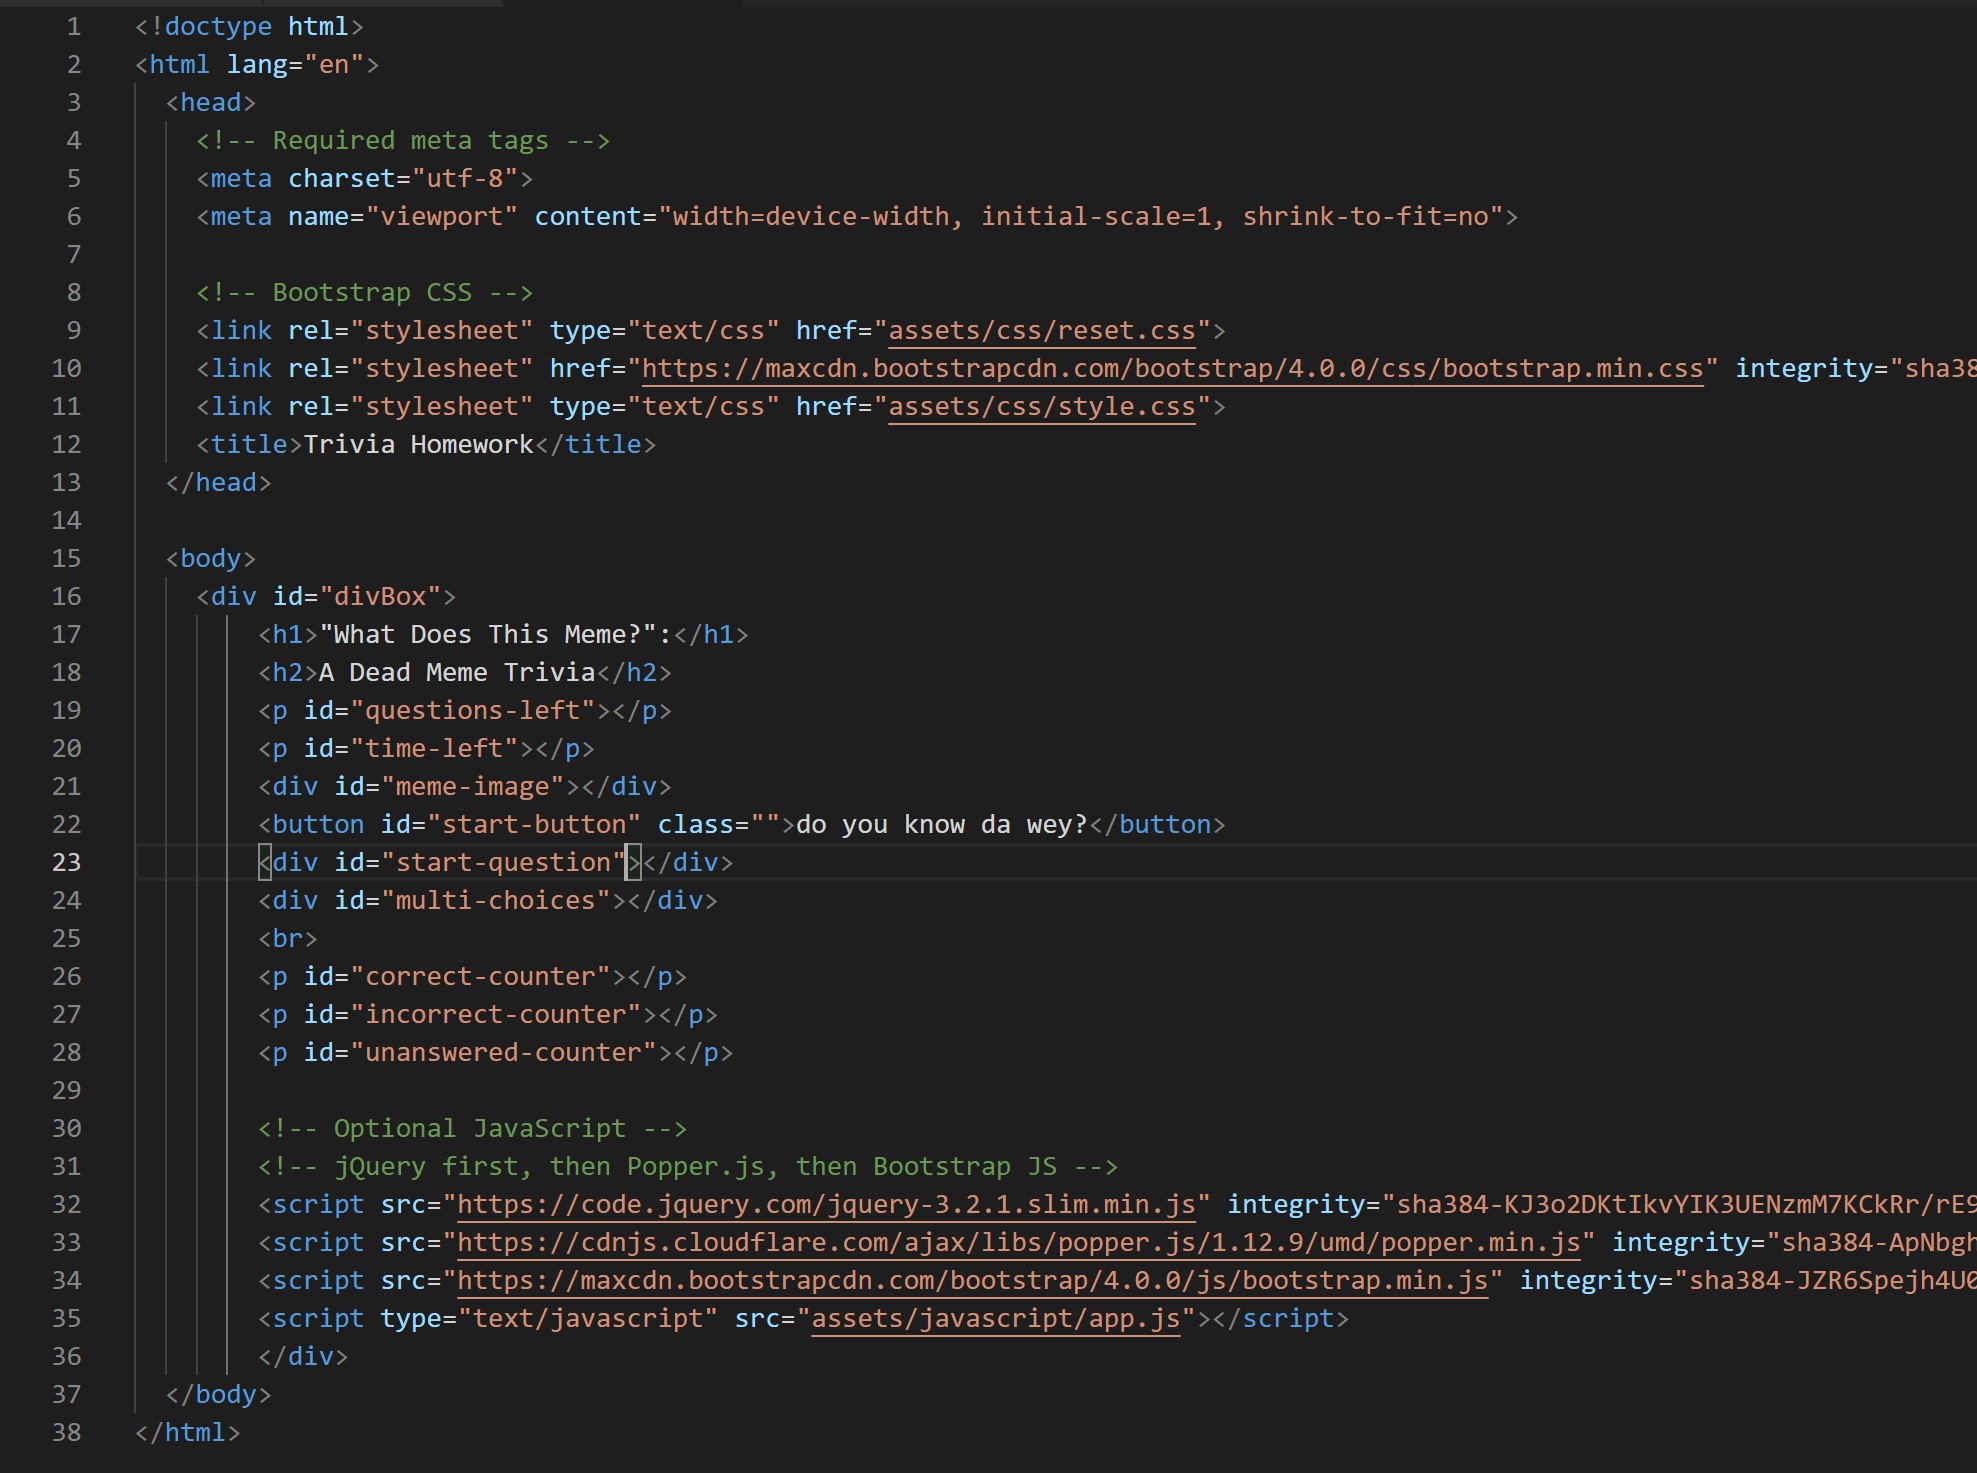 1 <!doctype html>
2 <html lang="en">
3 <head>
4 <!-- Required meta tags -->
5 <meta charset="utf-8">
6 <meta name="viewport" content="width=device-width, initial-scale=1, shrink-to-fit=no">
7
8 <!-- Bootstrap CSS -->
9 <link rel="stylesheet" type="text/css" href="assets/css/reset.css">
10 <link rel="stylesheet" href="https://maxcdn.bootstrapcdn.com/bootstrap/4.0.0/css/bootstrap.min.css" integrity="sha38
11 <link rel="stylesheet" type="text/css" href="assets/css/style.css">
12 <title>Trivia Homework</title>
13 </head>
14
15 <body>
16 <div id="divBox">
17 <h1>"What Does This Meme?":</h1>
18 <h2>A Dead Meme Trivia</h2>
19 <p id="questions-left"></p>
20 <p id="time-left"></p>
21 <div id="meme-image"></div>
22 <button id="start-button" class="">do you know da wey?</button>
23 <div id="start-question"></div>
24 <div id="multi-choices"></div>
25 <br>
26 <p id="correct-counter"></p>
27 <p id="incorrect-counter"></p>
28 <p id="unanswered-counter"></p>
29
30 <!-- Optional JavaScript -->
31 <!-- jQuery first, then Popper.js, then Bootstrap JS -->
32 <script src="https://code.jquery.com/jquery-3.2.1.slim.min.js" integrity="sha384-KJ3o2DKtIkvYIK3UENzmM7KCkRr/rE9
33 <script src="https://cdnjs.cloudflare.com/ajax/libs/popper.js/1.12.9/umd/popper.min.js" integrity="sha384-ApNbgh
34 <script src="https://maxcdn.bootstrapcdn.com/bootstrap/4.0.0/js/bootstrap.min.js" integrity="sha384-JZR6Spejh4U0
35 <script type="text/javascript" src="assets/javascript/app.js"></script>
36 </div>
37 </body>
38 </html>